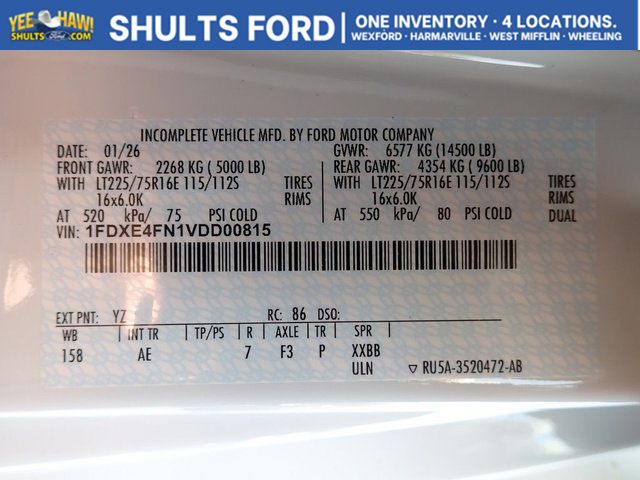 YEE HAW!
SHULTSFord.COM
SHULTS FORD
ONE INVENTORY · 4 LOCATIONS.
WEXFORD · HARMARVILLE · WEST MIFFLIN · WHEELING
INCOMPLETE VEHICLE MFD. BY FORD MOTOR COMPANY
DATE: 01/26 GVWR: 6577 KG (14500 LB)
FRONT GAWR: 2268 KG ( 5000 LB) REAR GAWR: 4354 KG ( 9600 LB)
WITH LT225/75R16E 115/112S TIRES WITH LT225/75R16E 115/112S TIRES
16x6.0K RIMS 16x6.0K RIMS
AT 520 kPa/ 75 PSI COLD AT 550 kPa/ 80 PSI COLD DUAL
VIN: 1FDXE4FN1VDD00815
EXT PNT: YZ RC: 86 DSO:
WB INT TR TP/PS R AXLE TR SPR
158 AE 7 F3 P XXBB
ULN ▽ RU5A-3520472-AB